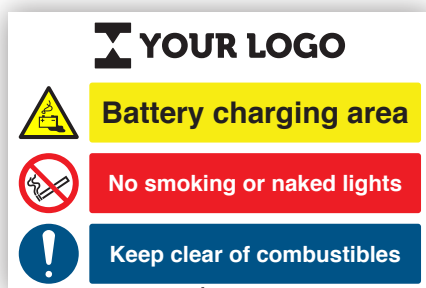 YOUR LOGO
Battery charging area
No smoking or naked lights
Keep clear of combustibles